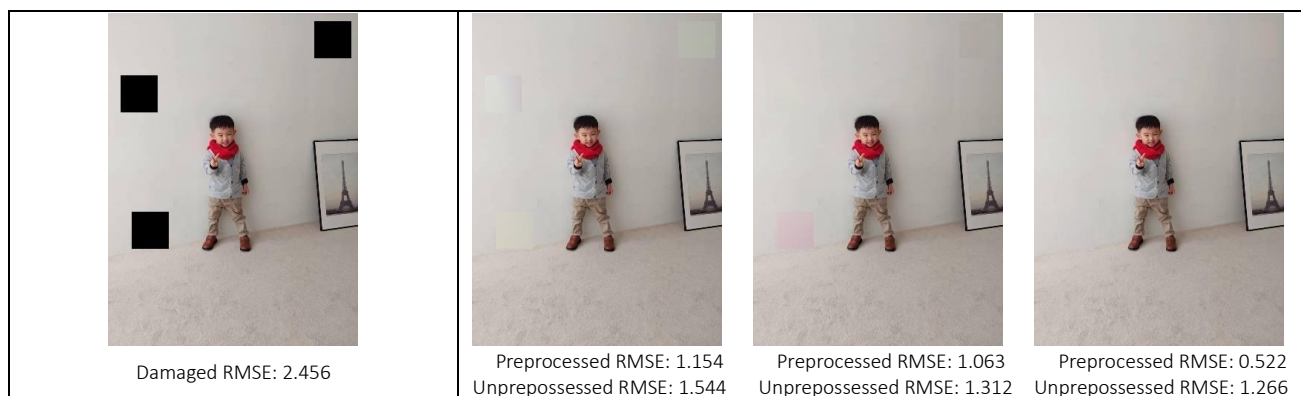 Damaged RMSE: 2.456
Preprocessed RMSE: 1.154
Unprepossessed RMSE: 1.544
Preprocessed RMSE: 1.063
Unprepossessed RMSE: 1.312
Preprocessed RMSE: 0.522
Unprepossessed RMSE: 1.266